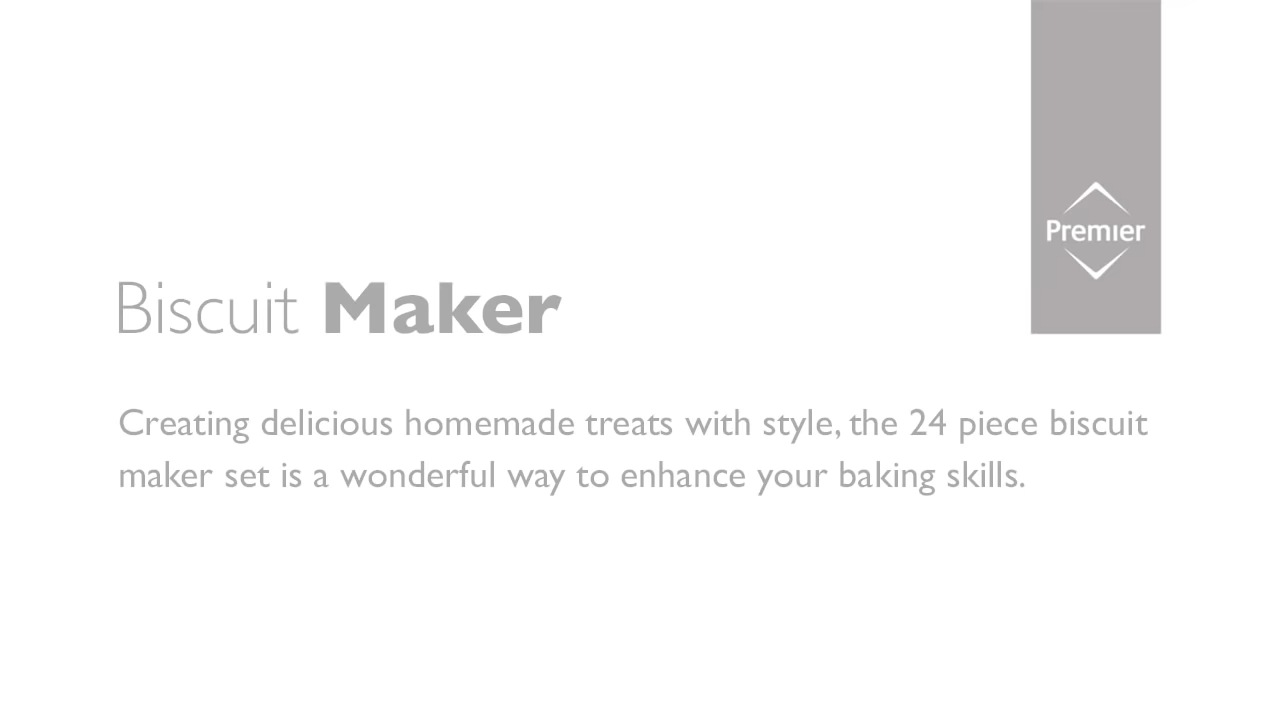 Premier
Biscuit Maker
Creating delicious homemade treats with style, the 24 piece biscuit
maker set is a wonderful way to enhance your baking skills.